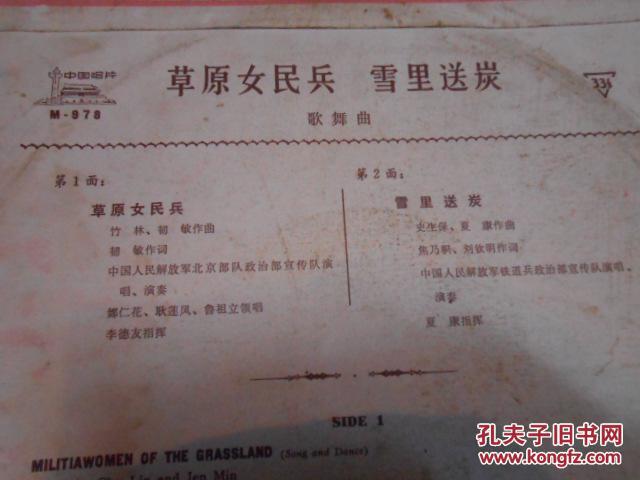 中国唱片
M-978
草原女民兵 雪里送炭
歌舞曲
第1面：
草原女民兵
竹 林、韧 敏作曲
韧 敏作词
中国人民解放军北京部队政治部宣传队演
唱、演奏
娜仁花、耿莲凤、鲁祖立领唱
李德友指挥
第2面：
雪里送炭
史生保、夏 康作曲
焦乃积、刘钦明作词
中国人民解放军铁道兵政治部宣传队演唱、
演奏
夏 康指挥
SIDE 1
MILITIAWOMEN OF THE GRASSLAND (Song and Dance)
Lin and Jen Min
孔夫子旧书网
www.kongfz.com